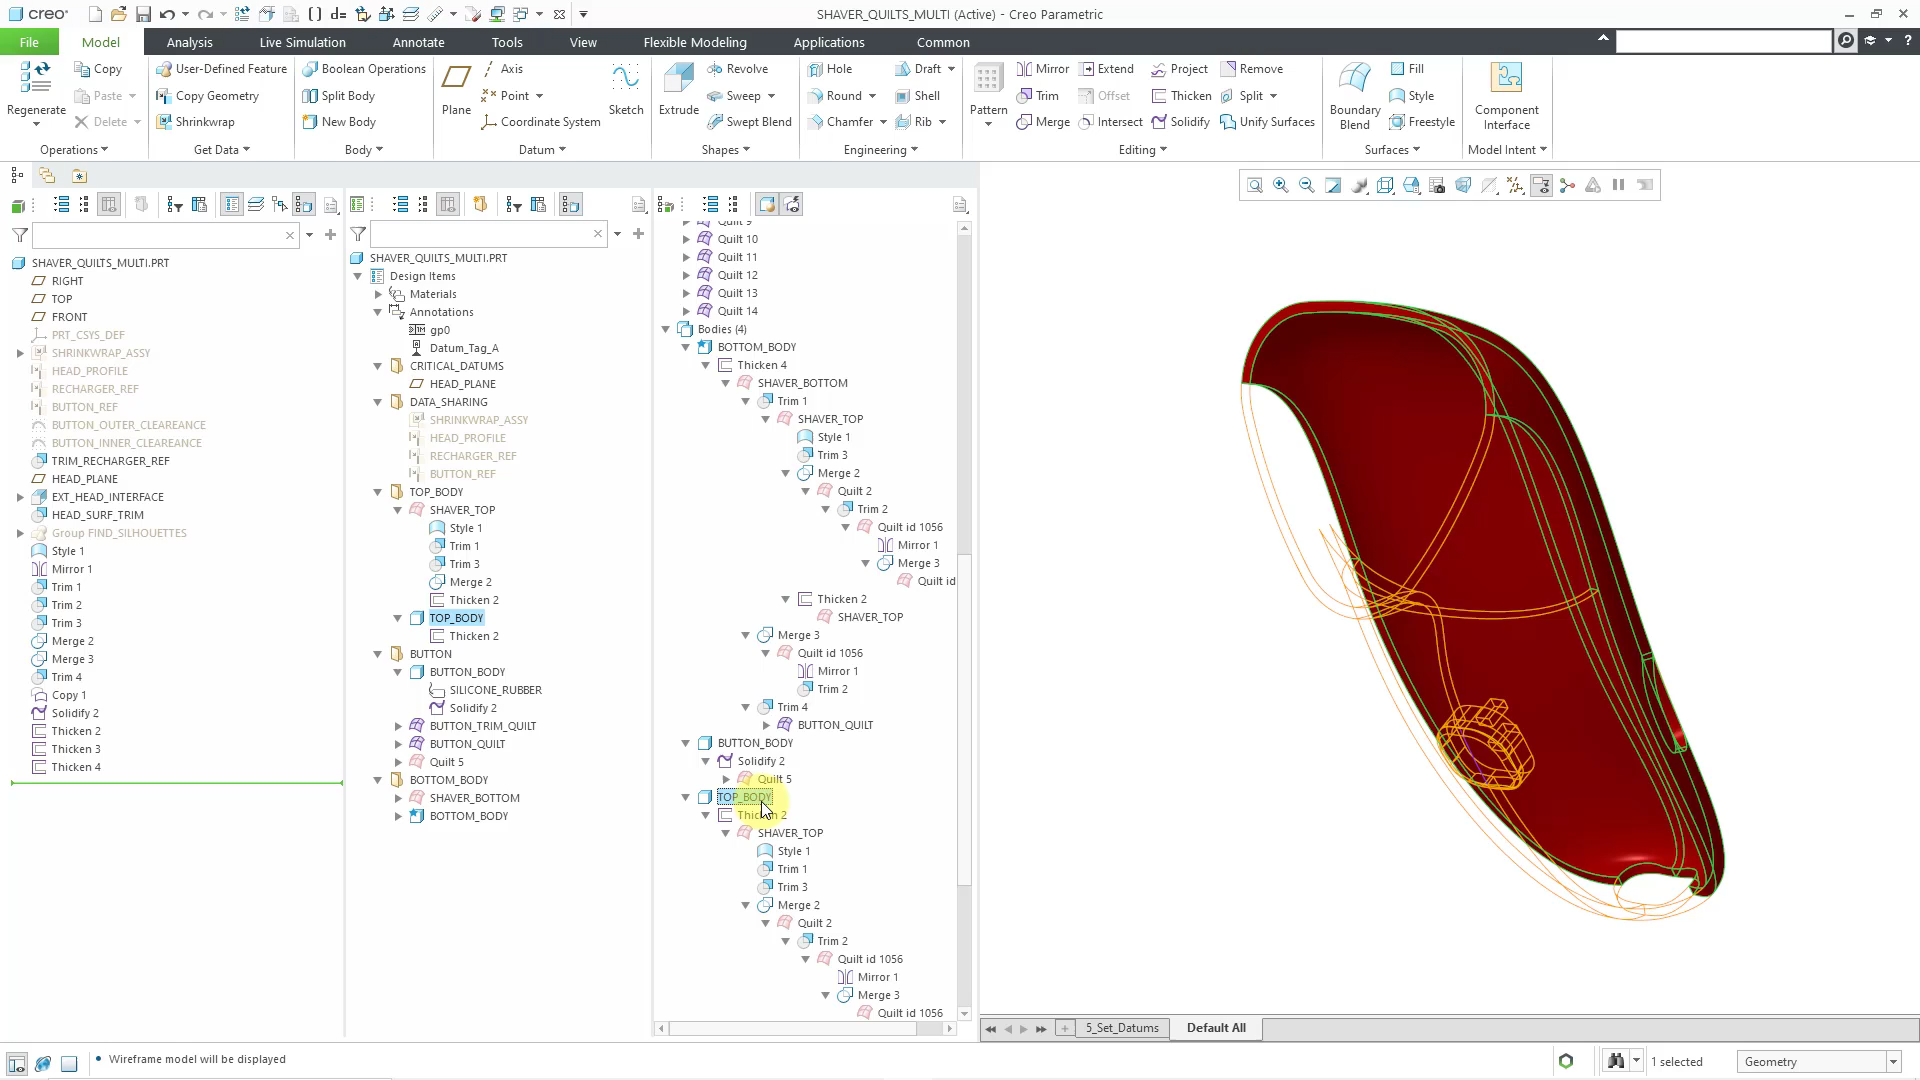 creo
SHAVER_QUILTS_MULTI (Active) - Creo Parametric
File Model Analysis Live Simulation Annotate Tools View Flexible Modeling Applications Common
Regenerate
Copy
Paste
Delete
Operations
User-Defined Feature
Copy Geometry
Shrinkwrap
Get Data
Boolean Operations
Split Body
New Body
Body
Plane
Axis
Point
Coordinate System
Sketch
Datum
Extrude
Revolve
Sweep
Swept Blend
Shapes
Hole
Round
Chamfer
Draft
Shell
Rib
Engineering
Pattern
Mirror
Trim
Merge
Extend
Offset
Intersect
Project
Thicken
Solidify
Remove
Split
Unify Surfaces
Editing
Boundary
Blend
Fill
Style
Freestyle
Surfaces
Component
Interface
Model Intent
SHAVER_QUILTS_MULTI.PRT
RIGHT
TOP
FRONT
PRT_CSYS_DEF
SHRINKWRAP_ASSY
HEAD_PROFILE
RECHARGER_REF
BUTTON_REF
BUTTON_OUTER_CLEAREANCE
BUTTON_INNER_CLEAREANCE
TRIM_RECHARGER_REF
HEAD_PLANE
EXT_HEAD_INTERFACE
HEAD_SURF_TRIM
Group FIND_SILHOUETTES
Style 1
Mirror 1
Trim 1
Trim 2
Trim 3
Merge 2
Merge 3
Trim 4
Copy 1
Solidify 2
Thicken 2
Thicken 3
Thicken 4
SHAVER_QUILTS_MULTI.PRT
Design Items
Materials
Annotations
gp0
Datum_Tag_A
CRITICAL_DATUMS
HEAD_PLANE
DATA_SHARING
SHRINKWRAP_ASSY
HEAD_PROFILE
RECHARGER_REF
BUTTON_REF
TOP_BODY
SHAVER_TOP
Style 1
Trim 1
Trim 3
Merge 2
Thicken 2
TOP_BODY
Thicken 2
BUTTON
BUTTON_BODY
SILICONE_RUBBER
Solidify 2
BUTTON_TRIM_QUILT
BUTTON_QUILT
Quilt 5
BOTTOM_BODY
SHAVER_BOTTOM
BOTTOM_BODY
Quilt 9
Quilt 10
Quilt 11
Quilt 12
Quilt 13
Quilt 14
Bodies (4)
BOTTOM_BODY
Thicken 4
SHAVER_BOTTOM
Trim 1
SHAVER_TOP
Style 1
Trim 3
Merge 2
Quilt 2
Trim 2
Quilt id 1056
Mirror 1
Merge 3
Quilt id
Thicken 2
SHAVER_TOP
Merge 3
Quilt id 1056
Mirror 1
Trim 2
Trim 4
BUTTON_QUILT
BUTTON_BODY
Solidify 2
Quilt 5
TOP_BODY
Thicken 2
SHAVER_TOP
Style 1
Trim 1
Trim 3
Merge 2
Quilt 2
Trim 2
Quilt id 1056
Mirror 1
Merge 3
Quilt id 1056
5_Set_Datums Default All
Wireframe model will be displayed
1 selected Geometry